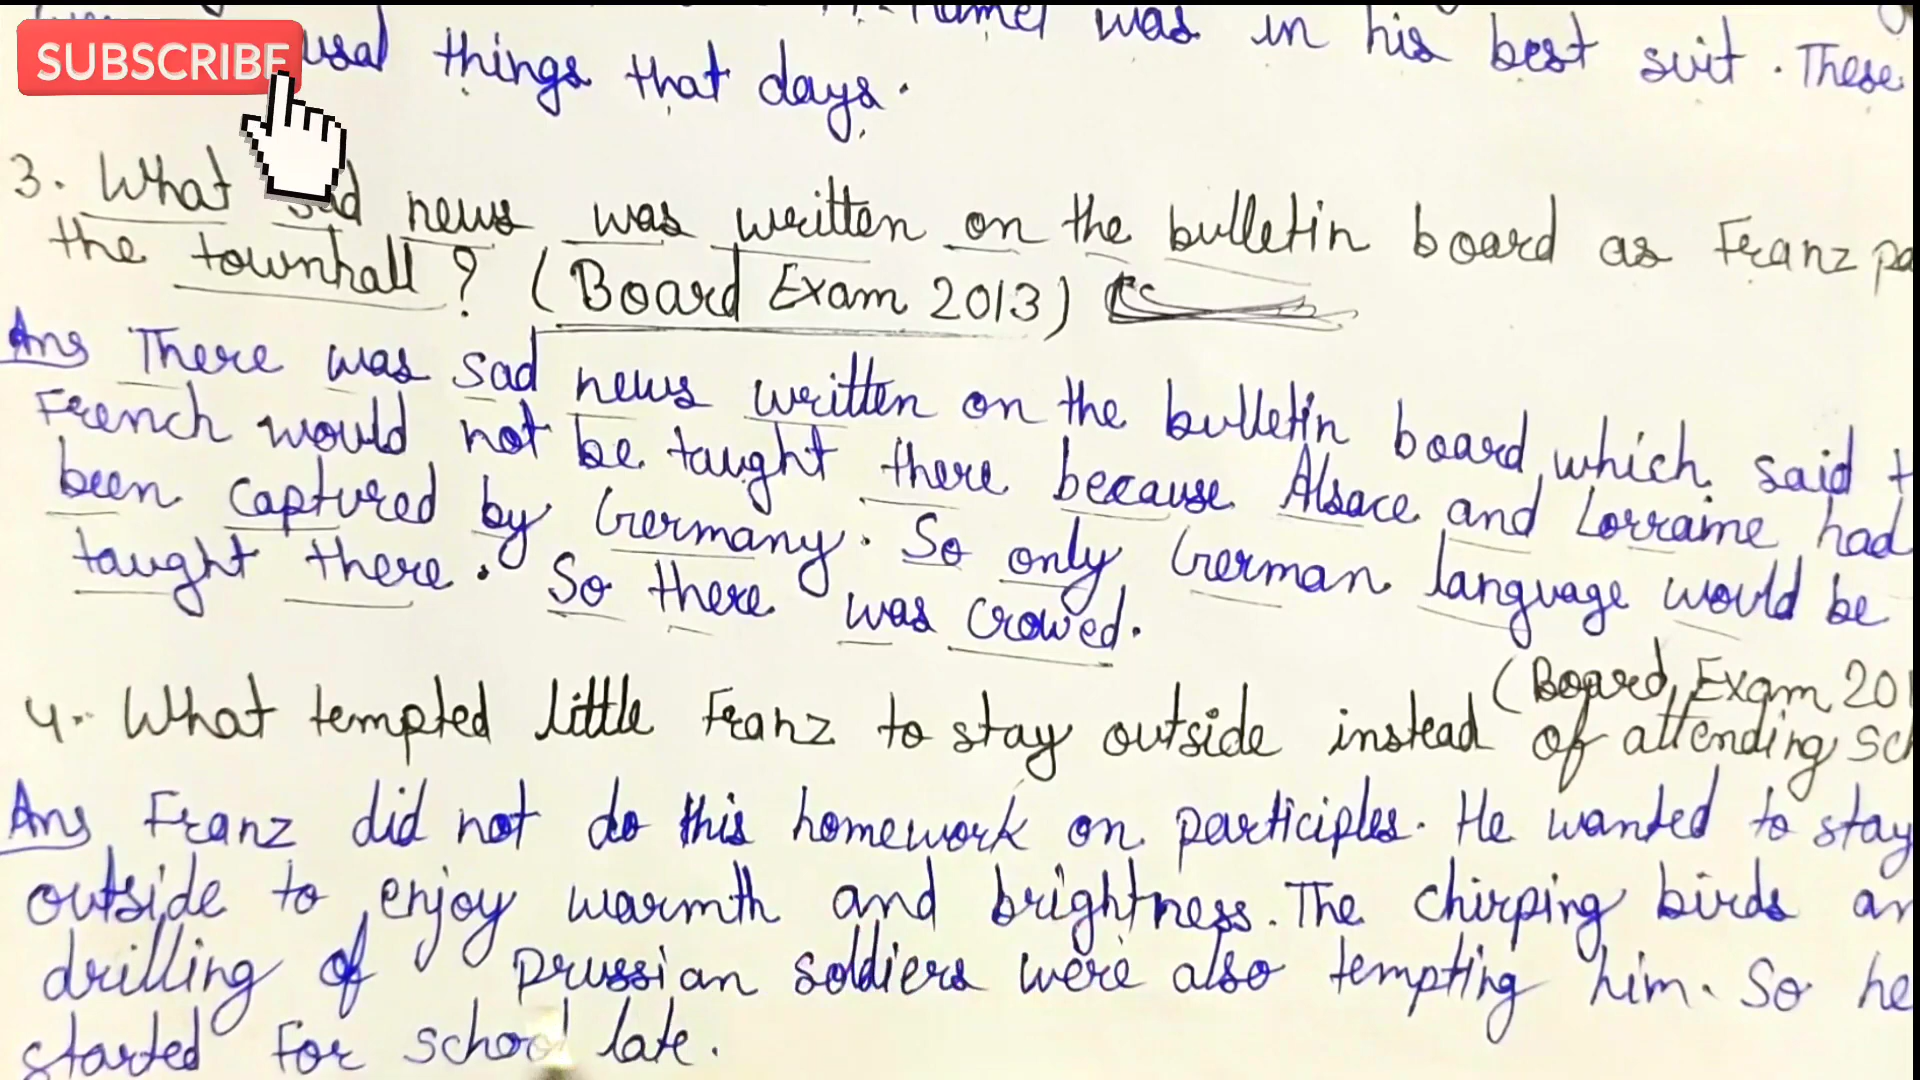 SUBSCRIBE
usal things that days.
was in his best suit. These
3. What sad news was written on the bulletin board as Franz pa
the townhall? (Board Exam 2013)
Ans There was sad news written on the bulletin board, which said t
French would not be taught there because Alsace and Lorraine had
been captured by Germany. So only German language would be
taught there. So there was crowed.
(Board Exam 201
4. What tempted little Franz to stay outside instead of attending sch
Ans Franz did not do this homework on participles. He wanted to stay
outside to enjoy warmth and brightness. The chirping birds an
drilling of prussian soldiers were also tempting him. So he
started for school late.